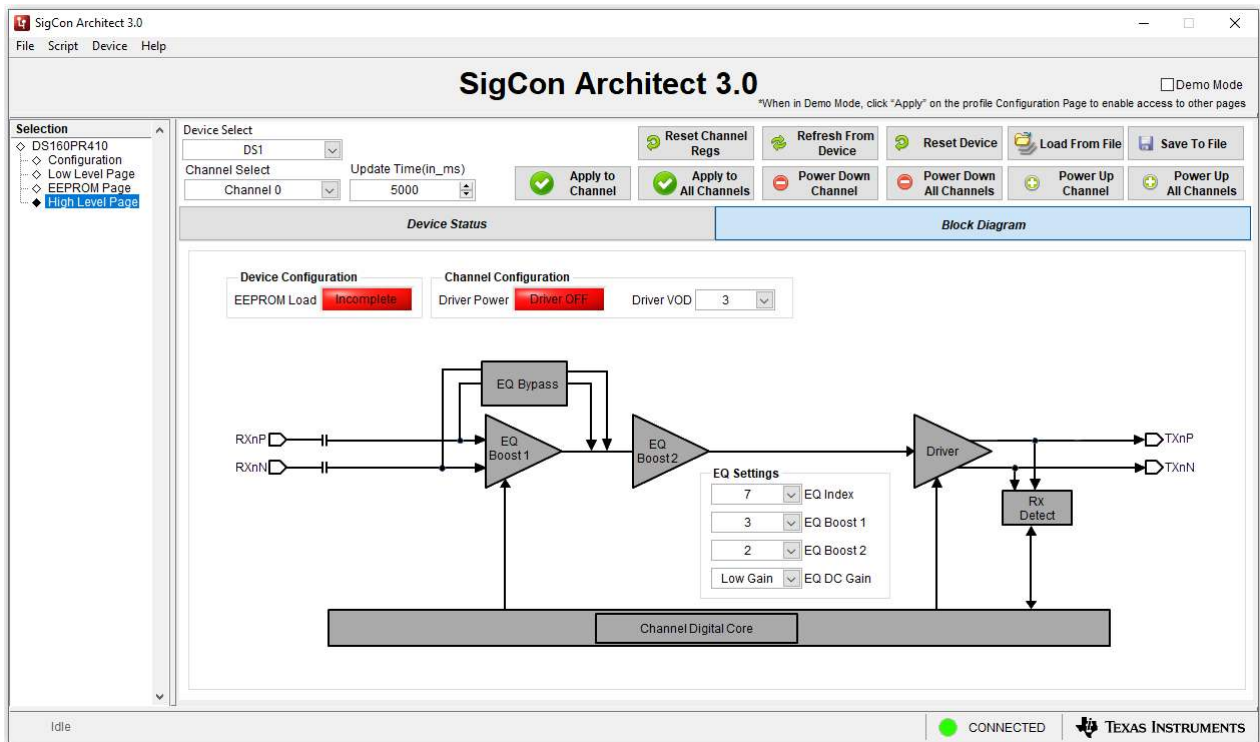 SigCon Architect 3.0
File Script Device Help
SigCon Architect 3.0
Demo Mode
*When in Demo Mode, click "Apply" on the profile Configuration Page to enable access to other pages
Selection
DS160PR410
Configuration
Low Level Page
EEPROM Page
High Level Page
Device Select
DS1
Channel Select
Channel 0
Update Time(in_ms)
5000
Reset Channel
Regs
Refresh From
Device
Reset Device
Load From File
Save To File
Apply to
Channel
Apply to
All Channels
Power Down
Channel
Power Down
All Channels
Power Up
Channel
Power Up
All Channels
Device Status
Block Diagram
Device Configuration
EEPROM Load Incomplete
Channel Configuration
Driver Power Driver OFF
Driver VOD 3
EQ Bypass
RXnP
RXnN
EQ
Boost 1
EQ
Boost 2
Driver
TXnP
TXnN
Rx
Detect
EQ Settings
7 EQ Index
3 EQ Boost 1
2 EQ Boost 2
Low Gain EQ DC Gain
Channel Digital Core
Idle
CONNECTED
TEXAS INSTRUMENTS